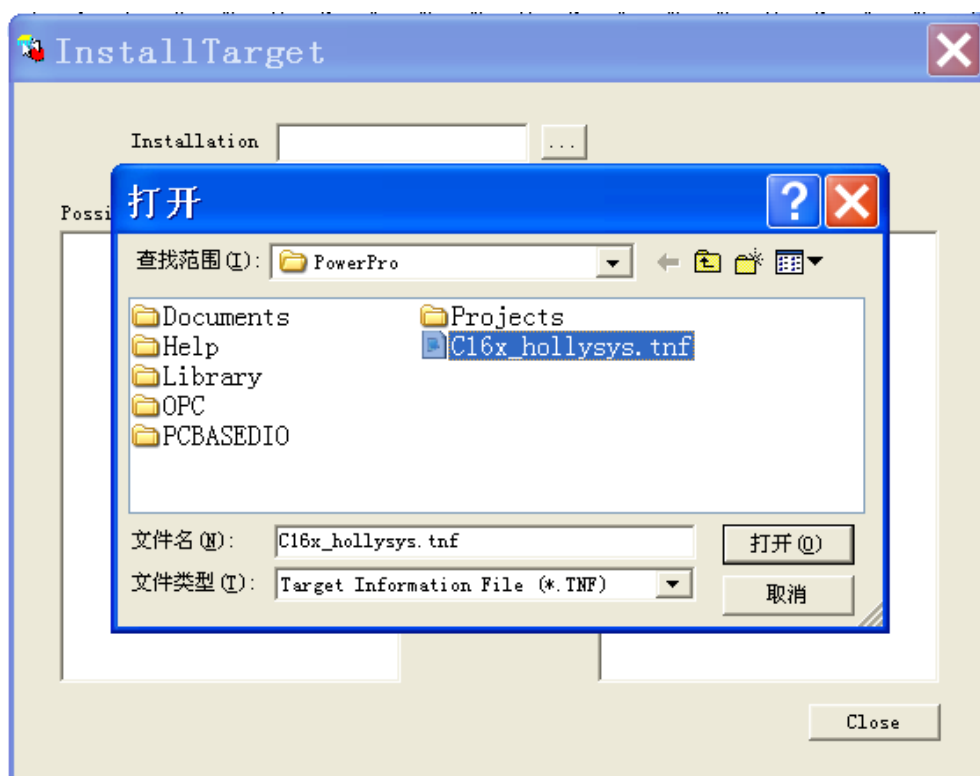 InstallTarget
Installation
...
Possi
打开
查找范围(I):
PowerPro
Documents
Help
Library
OPC
PCBASEDIO
Projects
C16x_hollysys.tnf
文件名(N):
C16x_hollysys.tnf
打开(O)
文件类型(T):
Target Information File (*.TNF)
取消
Close